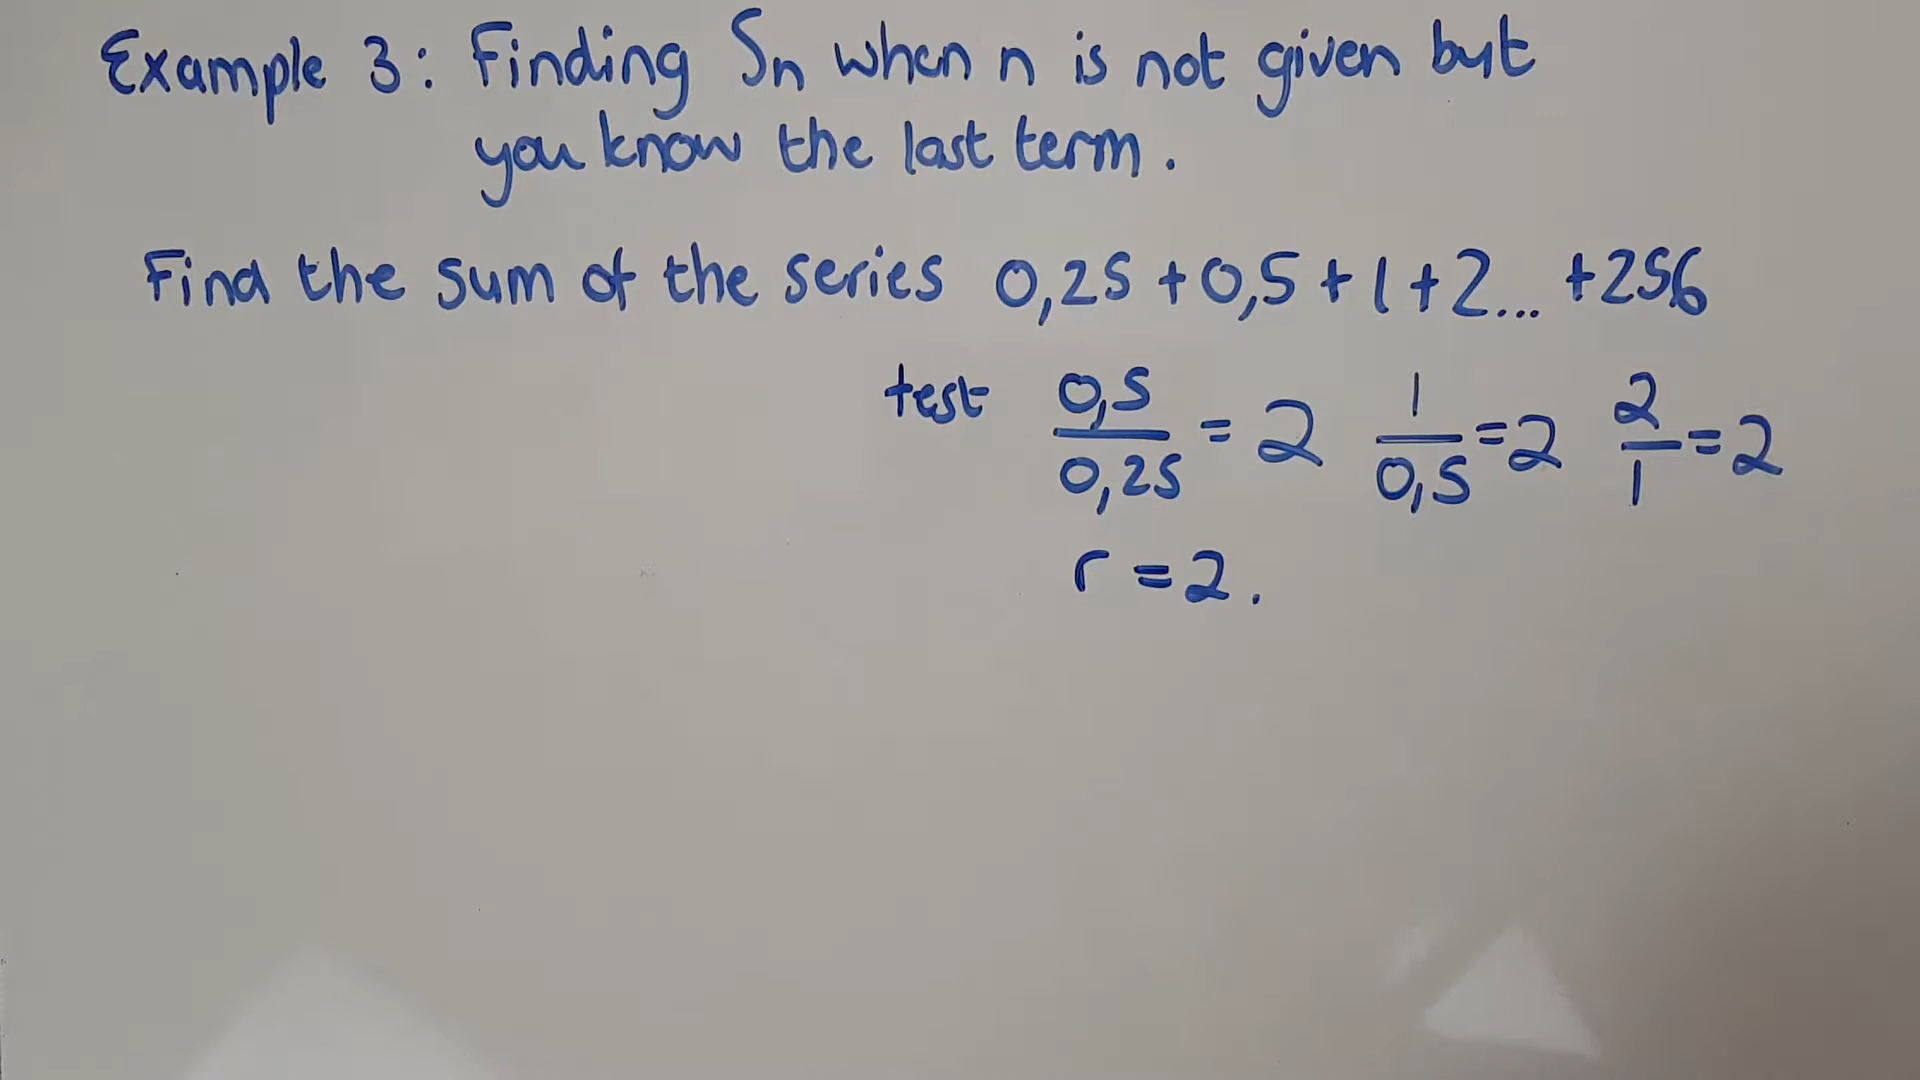 Example 3: Finding Sn when n is not given but
you know the last term.
Find the sum of the series 0,25 + 0,5 + 1 + 2... + 256
test 0,5/0,25 = 2 1/0,5 = 2 2/1 = 2
r = 2.